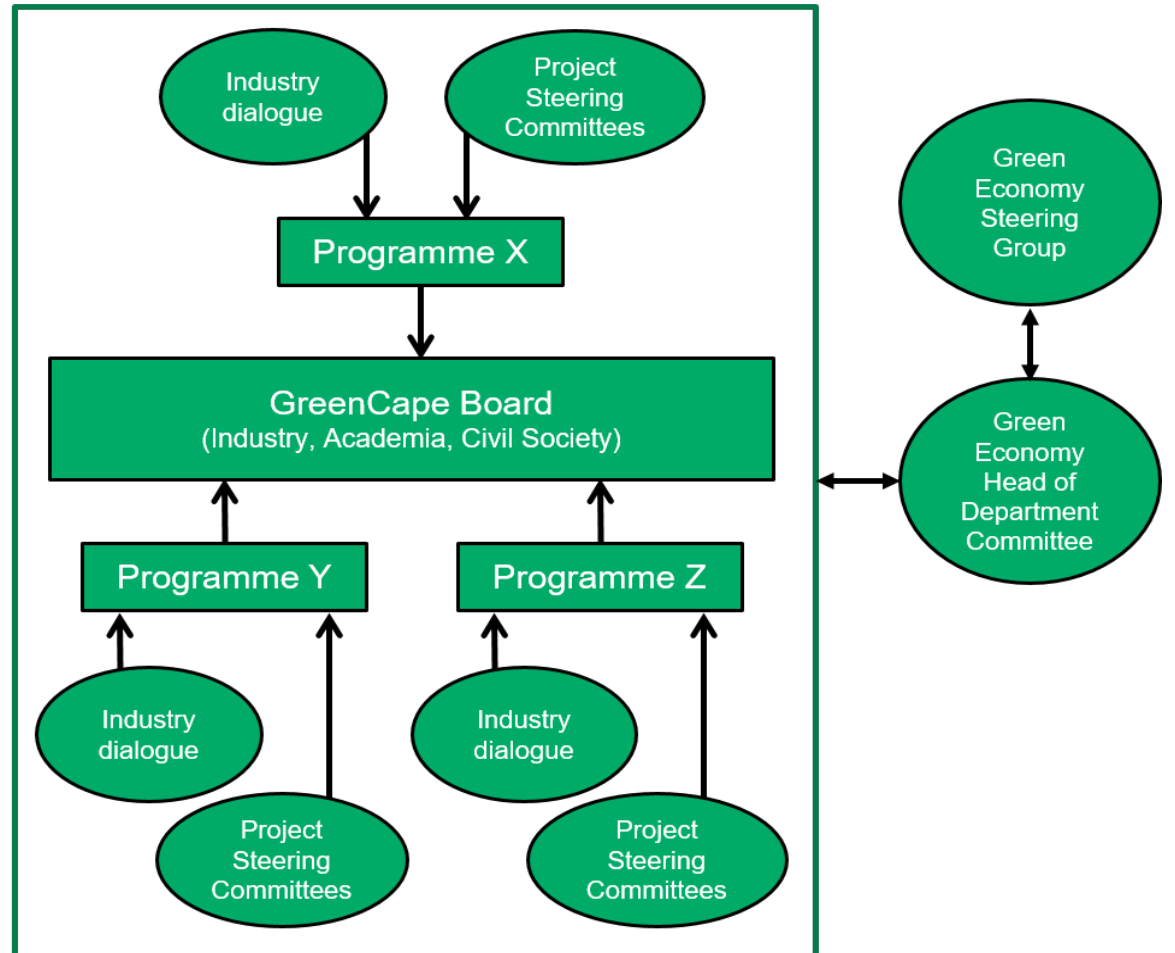 Industry
dialogue
Project
Steering
Committees
Programme X
GreenCape Board
(Industry, Academia, Civil Society)
Programme Y
Programme Z
Industry
dialogue
Industry
dialogue
Project
Steering
Committees
Project
Steering
Committees
Green
Economy
Steering
Group
Green
Economy
Head of
Department
Committee